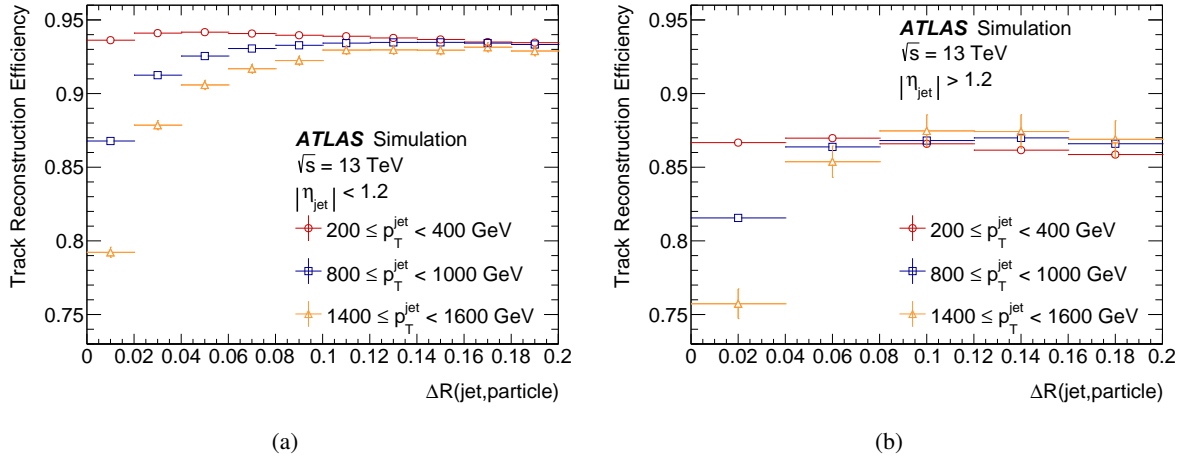 Track Reconstruction Efficiency
0.95
0.9
0.85
0.8
0.75
ATLAS Simulation
√s = 13 TeV
|η_jet| < 1.2
200 ≤ p_T^jet < 400 GeV
800 ≤ p_T^jet < 1000 GeV
1400 ≤ p_T^jet < 1600 GeV
0 0.02 0.04 0.06 0.08 0.1 0.12 0.14 0.16 0.18 0.2
ΔR(jet,particle)
(a)
Track Reconstruction Efficiency
0.95
0.9
0.85
0.8
0.75
ATLAS Simulation
√s = 13 TeV
|η_jet| > 1.2
200 ≤ p_T^jet < 400 GeV
800 ≤ p_T^jet < 1000 GeV
1400 ≤ p_T^jet < 1600 GeV
0 0.02 0.04 0.06 0.08 0.1 0.12 0.14 0.16 0.18 0.2
ΔR(jet,particle)
(b)